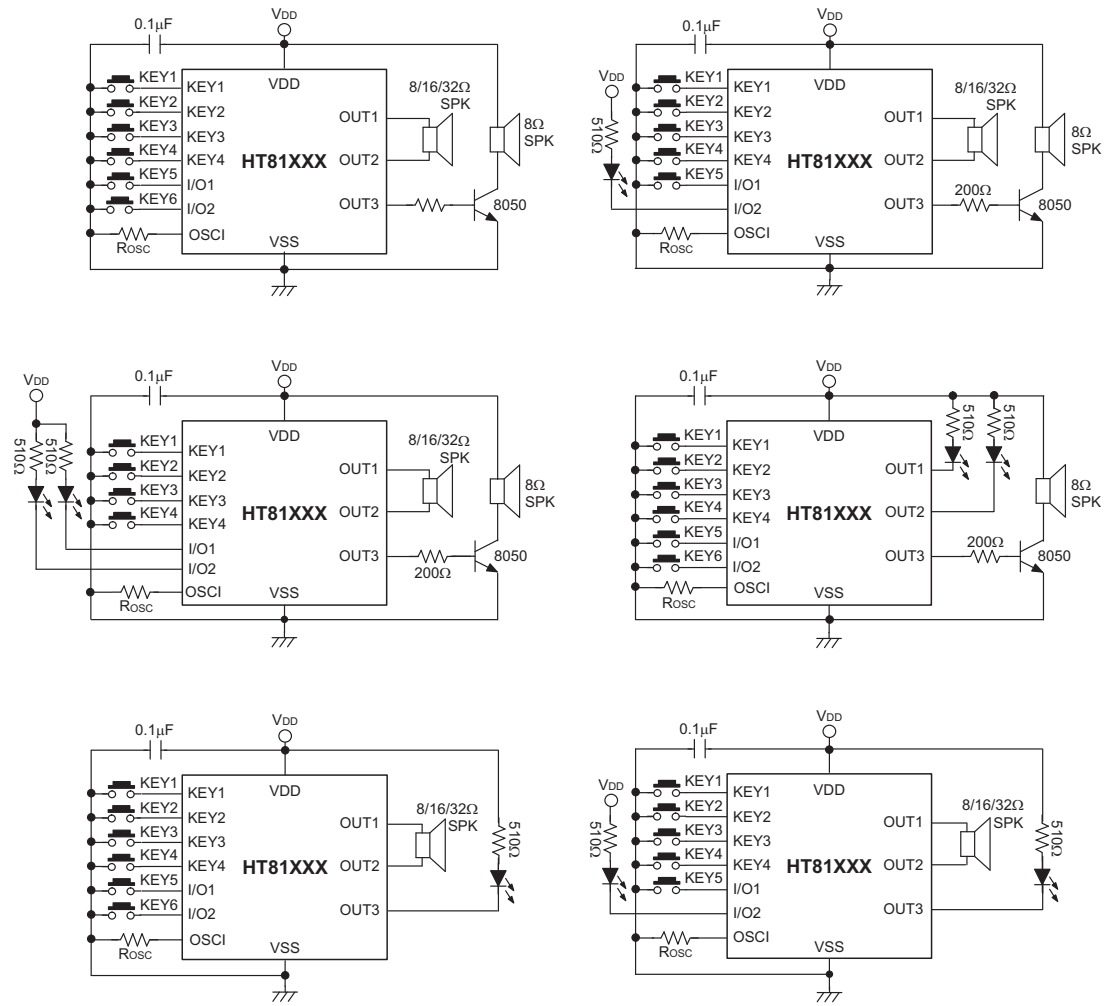 VDD
0.1µF
KEY1 KEY1
KEY2 KEY2
KEY3 KEY3
KEY4 KEY4
KEY5 I/O1
KEY6 I/O2
OSCI
ROSC
VDD
HT81XXX
VSS
OUT1
OUT2
OUT3
8/16/32Ω
SPK
8Ω
SPK
8050
VDD
0.1µF
VDD
510Ω
KEY1 KEY1
KEY2 KEY2
KEY3 KEY3
KEY4 KEY4
KEY5 I/O1
I/O2
OSCI
ROSC
VDD
HT81XXX
VSS
OUT1
OUT2
OUT3
8/16/32Ω
SPK
8Ω
SPK
200Ω
8050
VDD
0.1µF
VDD
510Ω
510Ω
KEY1 KEY1
KEY2 KEY2
KEY3 KEY3
KEY4 KEY4
I/O1
I/O2
OSCI
ROSC
VDD
HT81XXX
VSS
OUT1
OUT2
OUT3
8/16/32Ω
SPK
8Ω
SPK
200Ω
8050
VDD
0.1µF
KEY1 KEY1
KEY2 KEY2
KEY3 KEY3
KEY4 KEY4
KEY5 I/O1
KEY6 I/O2
OSCI
ROSC
VDD
HT81XXX
VSS
OUT1
OUT2
OUT3
510Ω
510Ω
8Ω
SPK
200Ω
8050
VDD
0.1µF
KEY1 KEY1
KEY2 KEY2
KEY3 KEY3
KEY4 KEY4
KEY5 I/O1
KEY6 I/O2
OSCI
ROSC
VDD
HT81XXX
VSS
OUT1
OUT2
OUT3
8/16/32Ω
SPK
510Ω
VDD
0.1µF
VDD
510Ω
KEY1 KEY1
KEY2 KEY2
KEY3 KEY3
KEY4 KEY4
KEY5 I/O1
I/O2
OSCI
ROSC
VDD
HT81XXX
VSS
OUT1
OUT2
OUT3
8/16/32Ω
SPK
510Ω